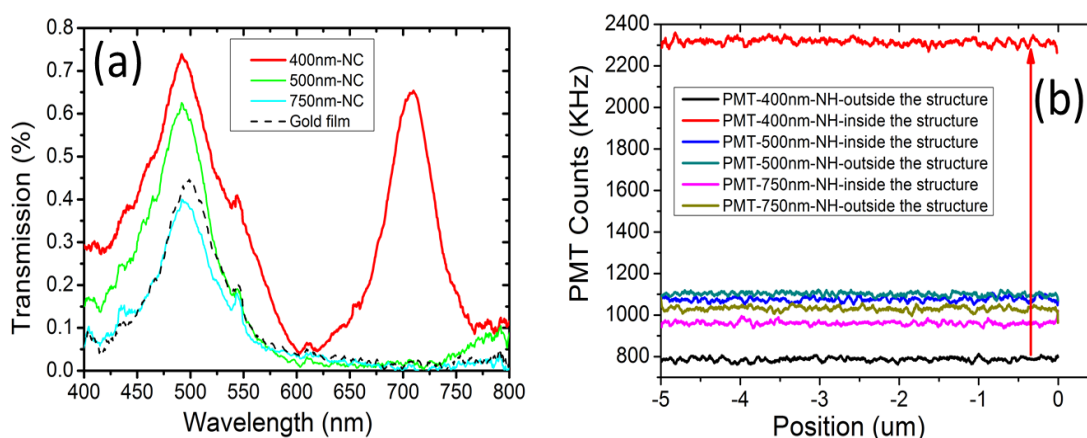 (a)
400nm-NC
500nm-NC
750nm-NC
Gold film
Transmission (%)
0.8
0.7
0.6
0.5
0.4
0.3
0.2
0.1
0.0
400 450 500 550 600 650 700 750 800
Wavelength (nm)
(b)
PMT-400nm-NH-outside the structure
PMT-400nm-NH-inside the structure
PMT-500nm-NH-inside the structure
PMT-500nm-NH-outside the structure
PMT-750nm-NH-inside the structure
PMT-750nm-NH-outside the structure
PMT Counts (KHz)
2400
2200
2000
1800
1600
1400
1200
1000
800
-5 -4 -3 -2 -1 0
Position (um)